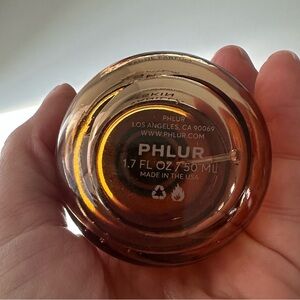 PHLUR
LOS ANGELES, CA 90069
WWW.PHLUR.COM
PHLUR
1.7 FL OZ / 50 ML
MADE IN THE USA